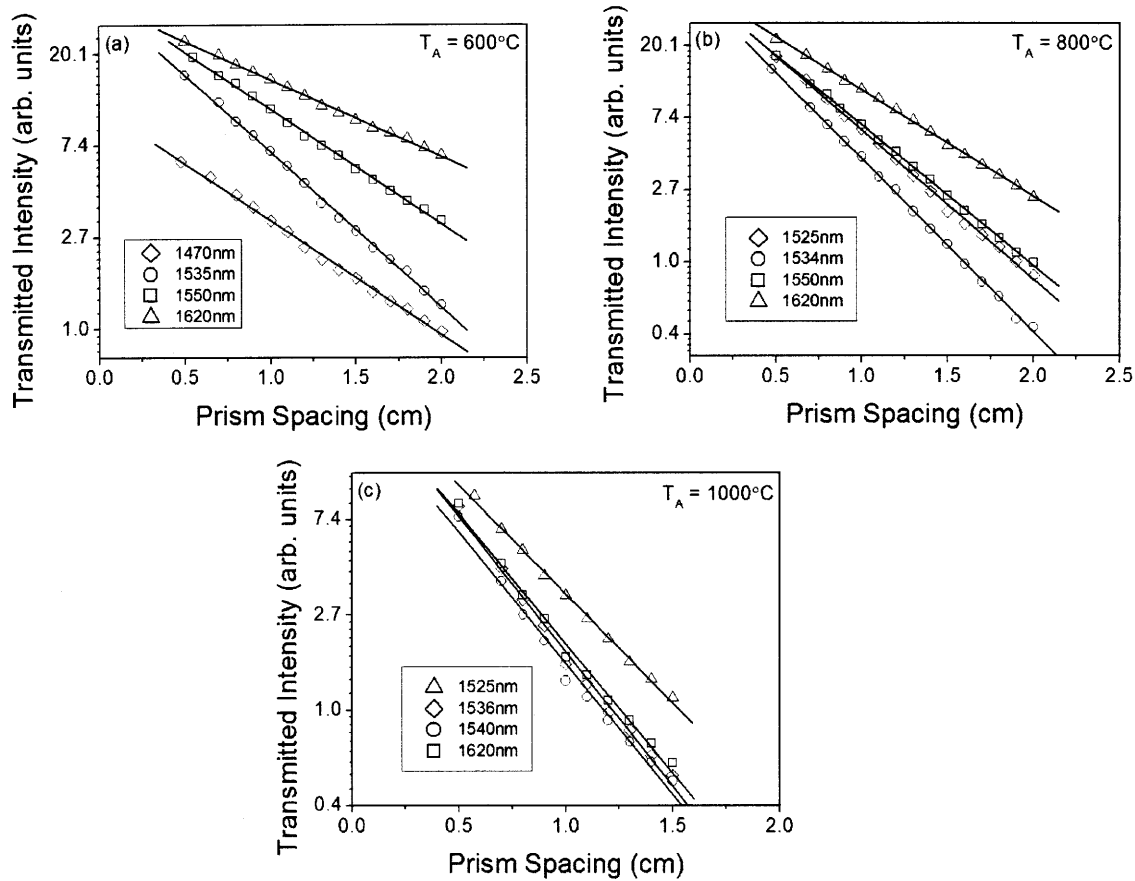 (a)
T_A = 600°C
Transmitted Intensity (arb. units)
20.1
7.4
2.7
1.0
1470nm
1535nm
1550nm
1620nm
0.0 0.5 1.0 1.5 2.0 2.5
Prism Spacing (cm)
(b)
T_A = 800°C
Transmitted Intensity (arb. units)
20.1
7.4
2.7
1.0
0.4
1525nm
1534nm
1550nm
1620nm
0.0 0.5 1.0 1.5 2.0 2.5
Prism Spacing (cm)
(c)
T_A = 1000°C
Transmitted Intensity (arb. units)
7.4
2.7
1.0
0.4
1525nm
1536nm
1540nm
1620nm
0.0 0.5 1.0 1.5 2.0
Prism Spacing (cm)